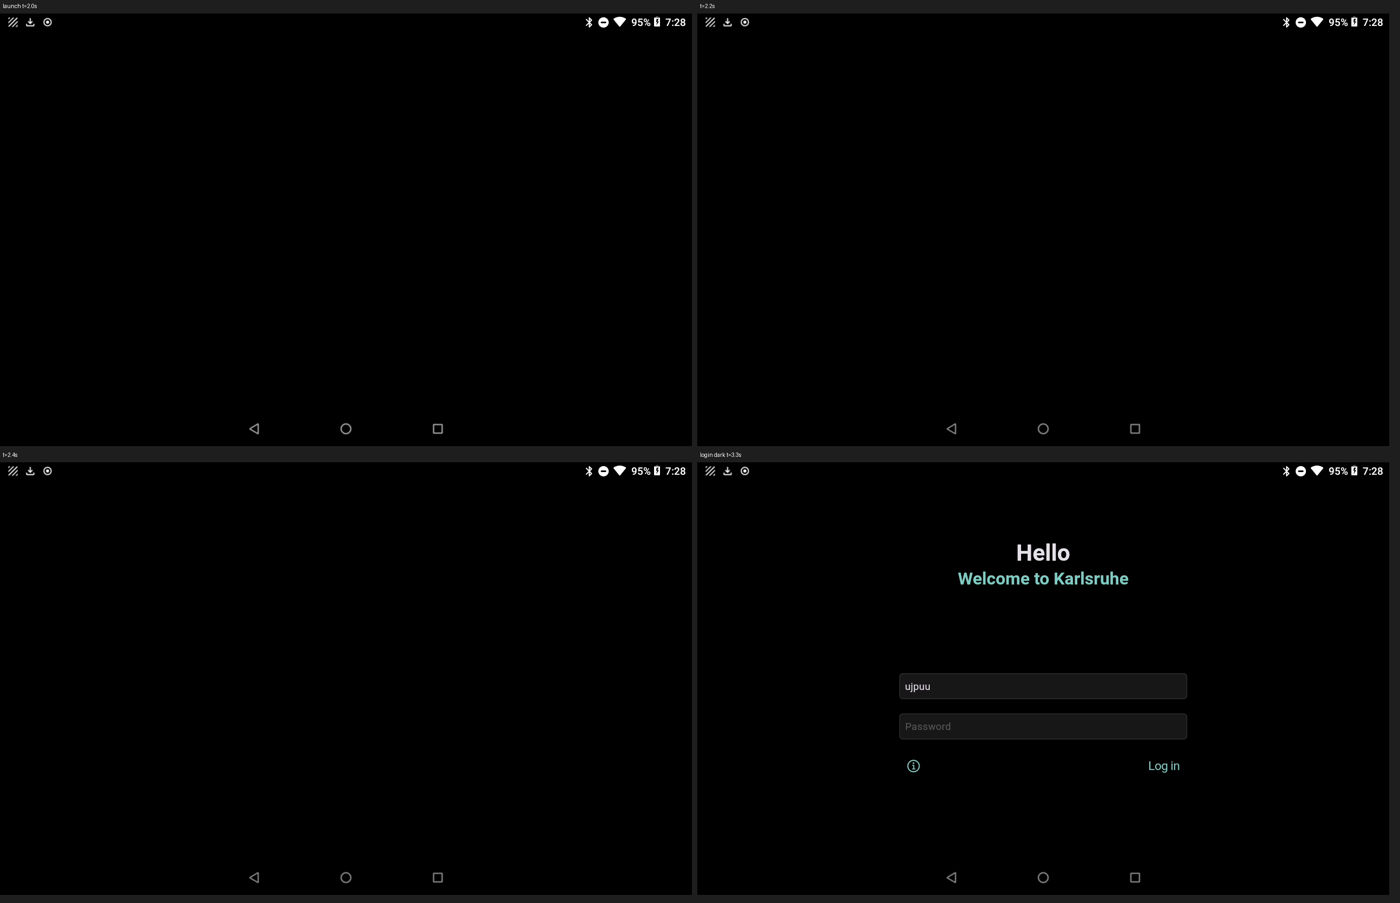 launch t=2.0s
95% 7:28
t=2.2s
95% 7:28
t=2.4s
95% 7:28
login dark t=3.3s
95% 7:28
Hello
Welcome to Karlsruhe
ujpuu
Password
Log in